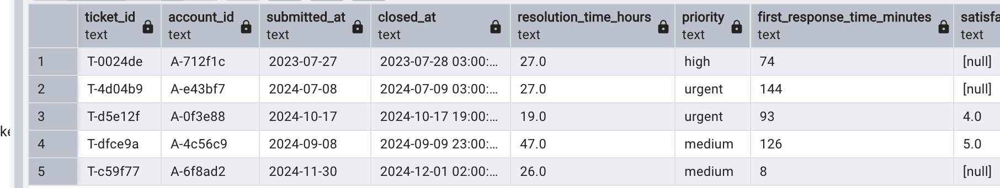 ticket_id account_id submitted_at closed_at resolution_time_hours priority first_response_time_minutes satisfa
text text text text text text text text
1 T-0024de A-712f1c 2023-07-27 2023-07-28 03:00:... 27.0 high 74 [null]
2 T-4d04b9 A-e43bf7 2024-07-08 2024-07-09 03:00:... 27.0 urgent 144 [null]
3 T-d5e12f A-0f3e88 2024-10-17 2024-10-17 19:00:... 19.0 urgent 93 4.0
ke
4 T-dfce9a A-4c56c9 2024-09-08 2024-09-09 23:00:... 47.0 medium 126 5.0
5 T-c59f77 A-6f8ad2 2024-11-30 2024-12-01 02:00:... 26.0 medium 8 [null]